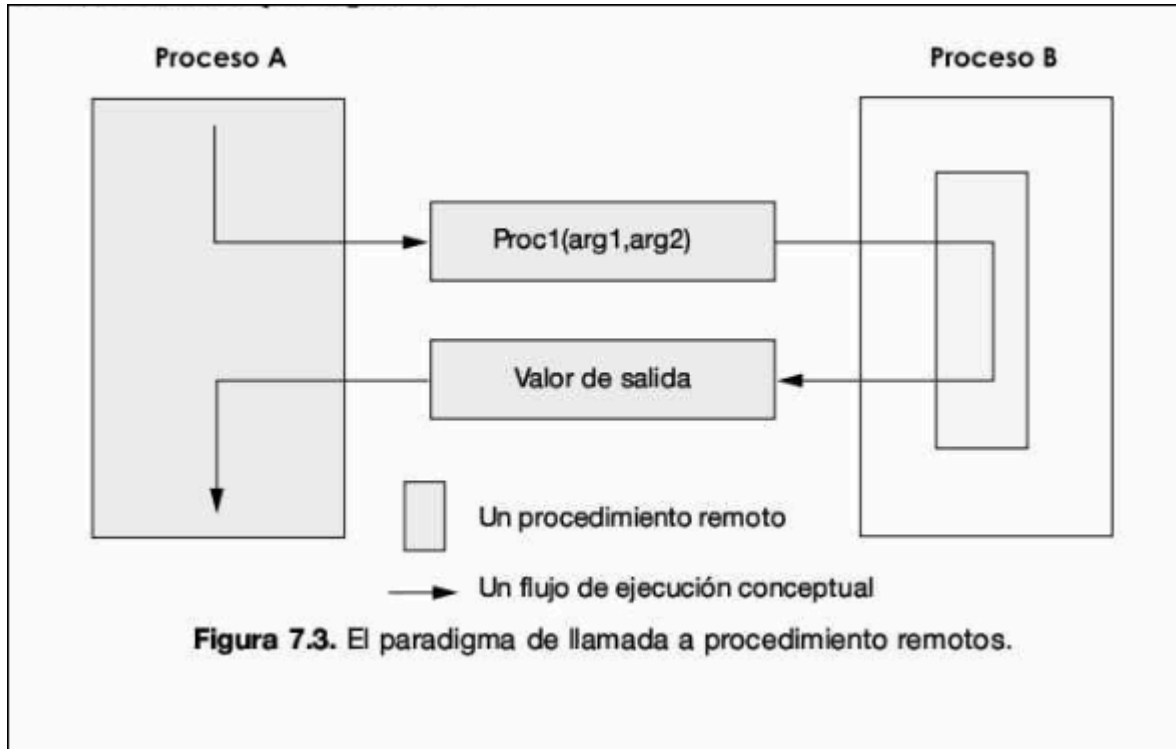 Proceso A
Proceso B
Proc1(arg1,arg2)
Valor de salida
Un procedimiento remoto
Un flujo de ejecución conceptual
Figura 7.3. El paradigma de llamada a procedimiento remotos.